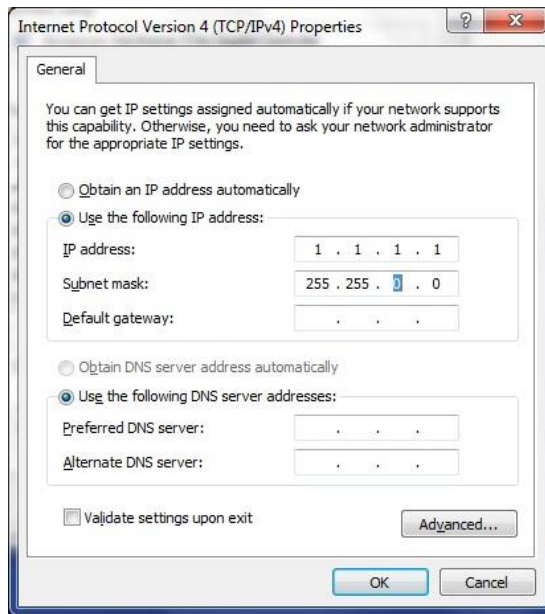 Internet Protocol Version 4 (TCP/IPv4) Properties
General
You can get IP settings assigned automatically if your network supports
this capability. Otherwise, you need to ask your network administrator
for the appropriate IP settings.
Obtain an IP address automatically
Use the following IP address:
IP address: 1 . 1 . 1 . 1
Subnet mask: 255 . 255 . 0 . 0
Default gateway: . . .
Obtain DNS server address automatically
Use the following DNS server addresses:
Preferred DNS server: . . .
Alternate DNS server: . . .
Validate settings upon exit
Advanced...
OK Cancel